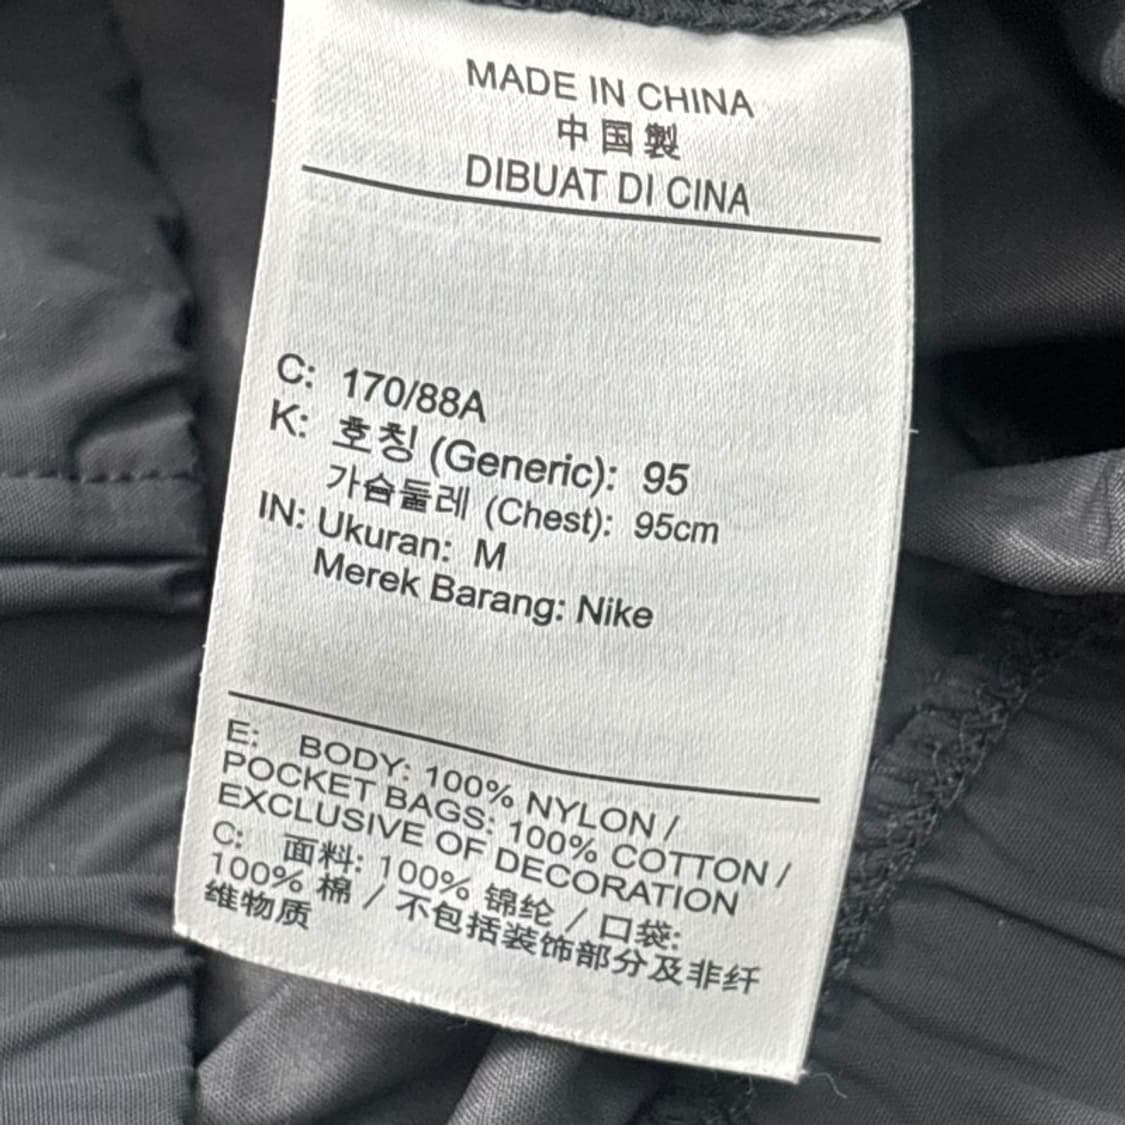 MADE IN CHINA
中国製
DIBUAT DI CINA
C: 170/88A
K: 호칭 (Generic): 95
가슴둘레 (Chest): 95cm
IN: Ukuran: M
Merek Barang: Nike
E: BODY: 100% NYLON /
POCKET BAGS: 100% COTTON /
EXCLUSIVE OF DECORATION
C: 面料: 100% 锦纶 / 口袋:
100% 棉 / 不包括装饰部分及非纤
维物质